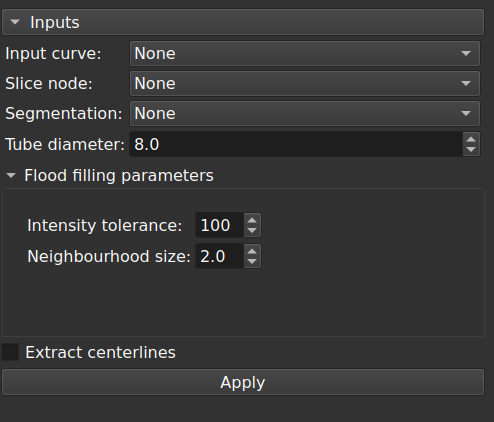 Inputs
Input curve: None
Slice node: None
Segmentation: None
Tube diameter: 8.0
Flood filling parameters
Intensity tolerance: 100
Neighbourhood size: 2.0
Extract centerlines
Apply